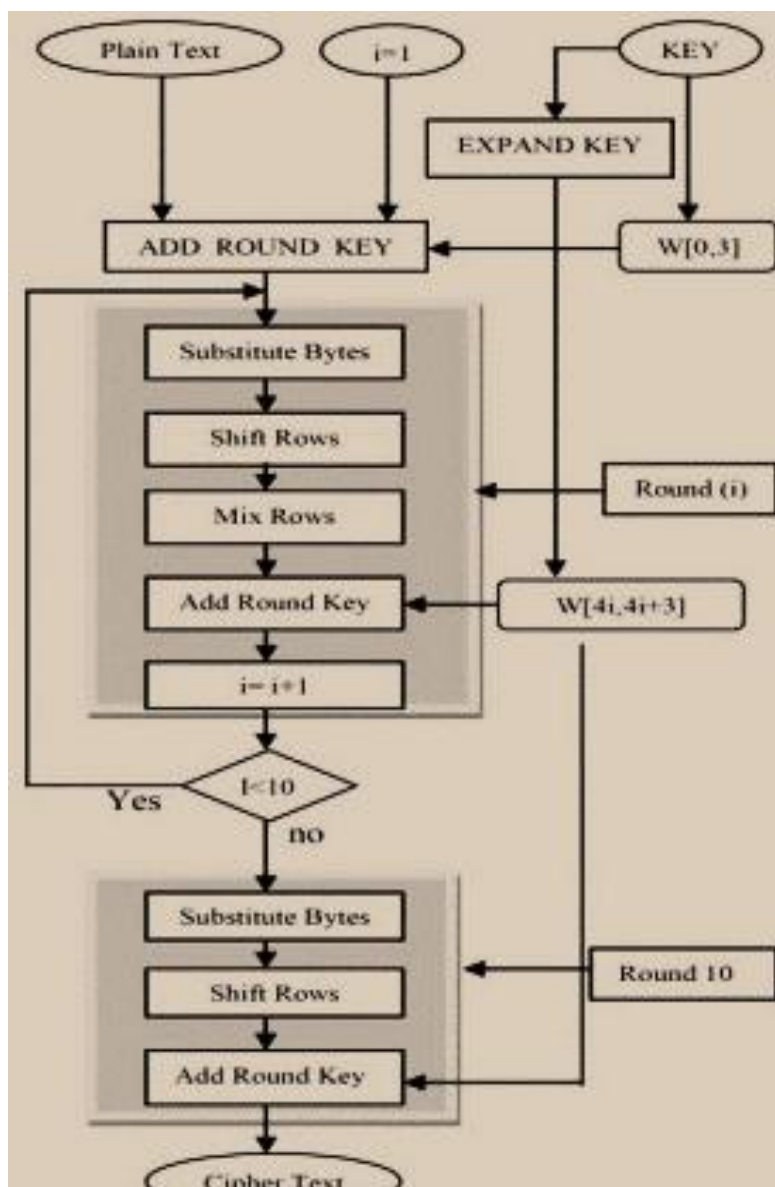 Plain Text
i=1
KEY
EXPAND KEY
ADD ROUND KEY
W[0,3]
Substitute Bytes
Shift Rows
Round (i)
Mix Rows
Add Round Key
W[4i,4i+3]
i= i+1
I<10
Yes
no
Substitute Bytes
Shift Rows
Round 10
Add Round Key
Cipher Text